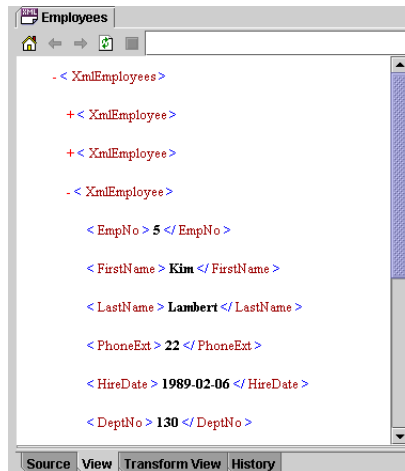 Employees
-< XmlEmployees>
+< XmlEmployee>
+< XmlEmployee>
-< XmlEmployee>
< EmpNo > 5 </ EmpNo >
< FirstName > Kim </ FirstName >
< LastName > Lambert </ LastName >
< PhoneExt > 22 </ PhoneExt >
< HireDate > 1989-02-06 </ HireDate >
< DeptNo > 130 </ DeptNo >
Source View Transform View History